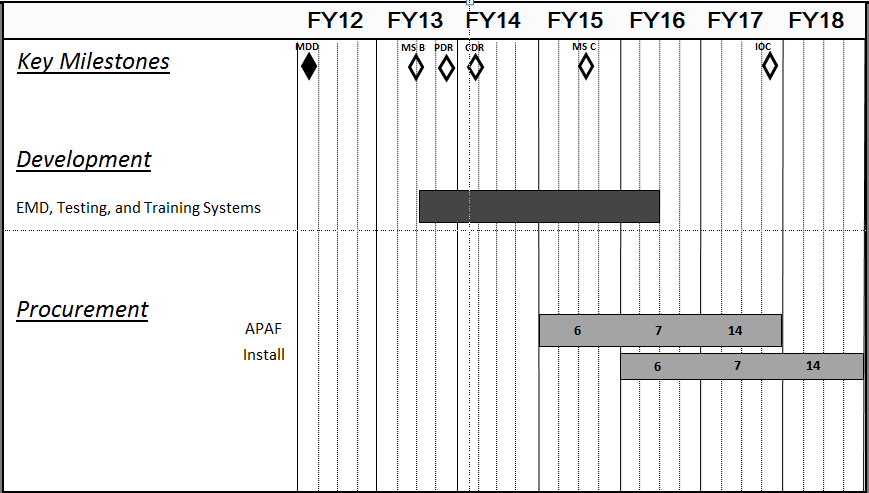 FY12 FY13 FY14 FY15 FY16 FY17 FY18
MDD MS B PDR CDR MS C IOC
Key Milestones
Development
EMD, Testing, and Training Systems
Procurement
APAF 6 7 14
Install 6 7 14